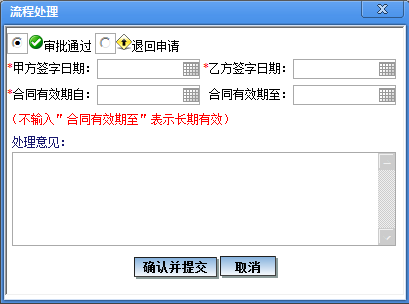 流程处理
审批通过 退回申请
*甲方签字日期： *乙方签字日期：
*合同有效期自： 合同有效期至：
（不输入＂合同有效期至＂表示长期有效）
处理意见：
确认并提交 取消